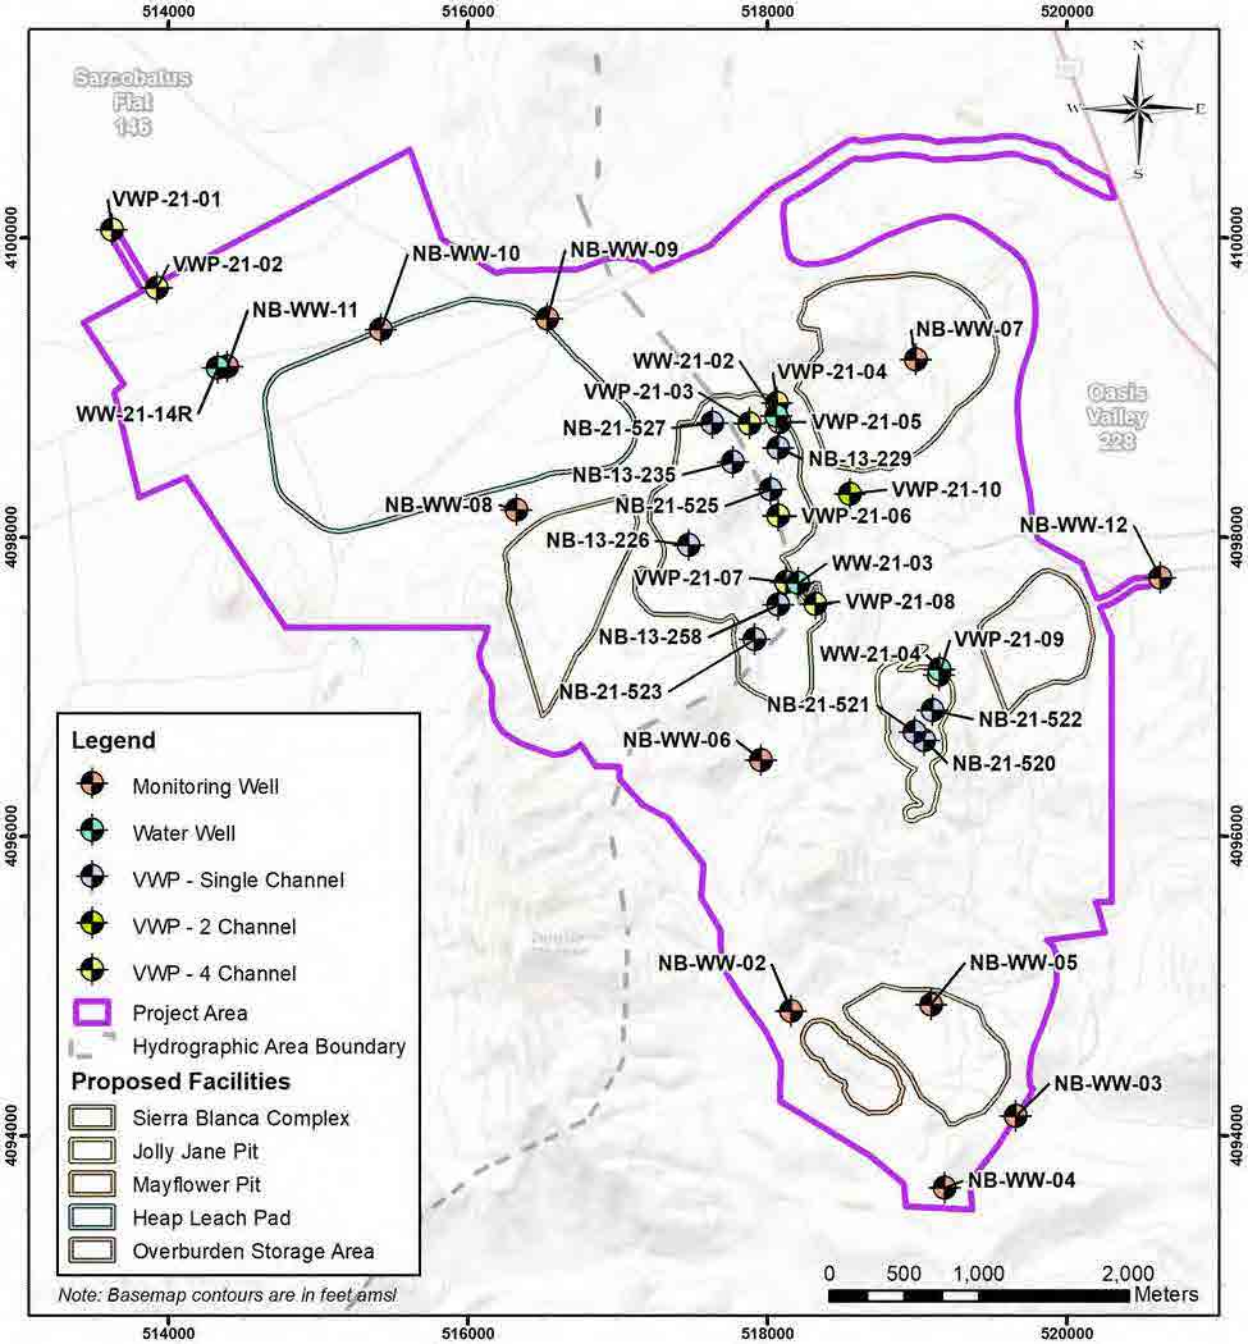 514000
516000
518000
520000
Sarcobatus
Flat
146
N
W
E
S
VWP-21-01
4100000
4100000
VWP-21-02
NB-WW-10
NB-WW-09
NB-WW-11
NB-WW-07
WW-21-02
VWP-21-04
VWP-21-03
WW-21-14R
NB-21-527
VWP-21-05
Oasis
Valley
228
NB-13-229
NB-13-235
NB-WW-08
NB-21-525
VWP-21-10
VWP-21-06
NB-WW-12
4098000
4098000
NB-13-226
VWP-21-07
WW-21-03
VWP-21-08
NB-13-258
WW-21-04
VWP-21-09
NB-21-523
NB-21-521
NB-21-522
NB-WW-06
NB-21-520
4096000
4096000
Legend
Monitoring Well
Water Well
VWP - Single Channel
VWP - 2 Channel
VWP - 4 Channel
Project Area
Hydrographic Area Boundary
Proposed Facilities
Sierra Blanca Complex
Jolly Jane Pit
Mayflower Pit
Heap Leach Pad
Overburden Storage Area
NB-WW-02
NB-WW-05
NB-WW-03
4094000
4094000
NB-WW-04
0 500 1,000 2,000
Meters
Note: Basemap contours are in feet amsl
514000
516000
518000
520000